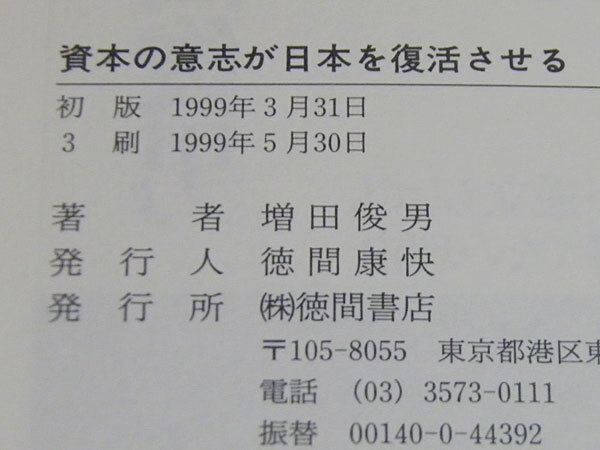 資本の意志が日本を復活させる
初版 1999年3月31日
3刷 1999年5月30日
著者 増田俊男
発行人 徳間康快
発行所 ㈱徳間書店
〒105-8055 東京都港区東
電話 (03) 3573-0111
振替 00140-0-44392